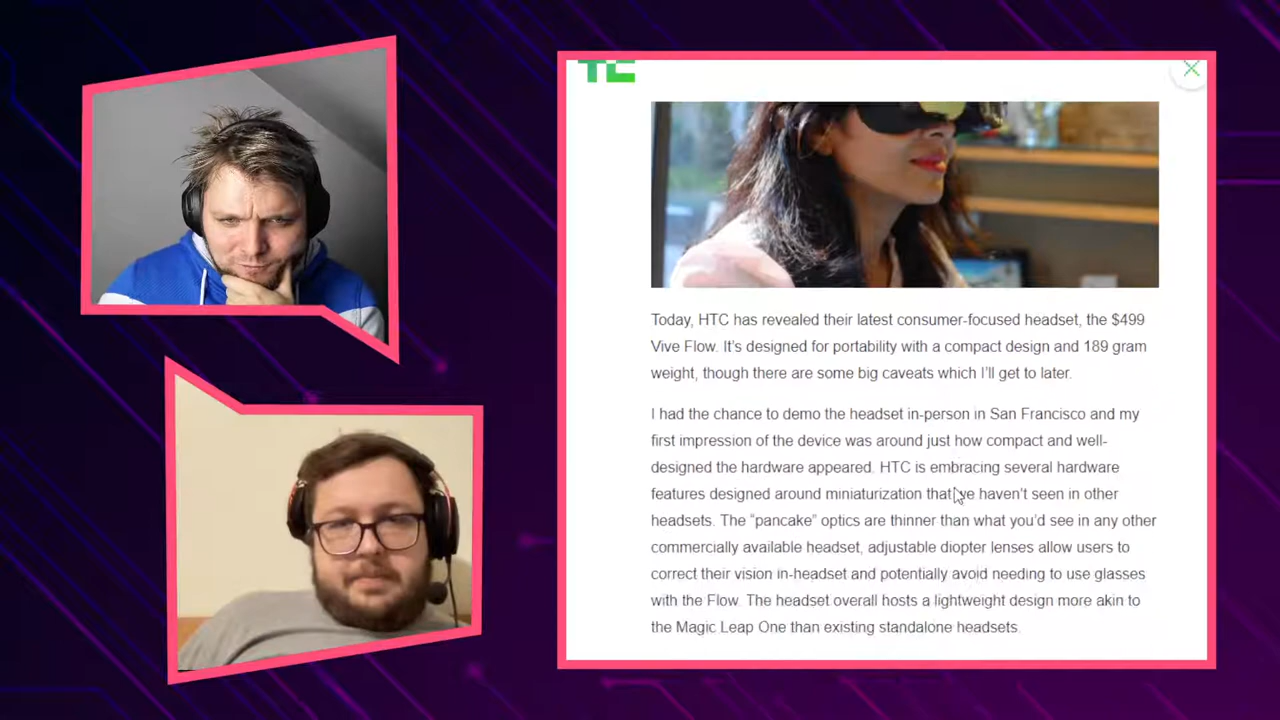 TC
Today, HTC has revealed their latest consumer-focused headset, the $499
Vive Flow. It's designed for portability with a compact design and 189 gram
weight, though there are some big caveats which I'll get to later.
I had the chance to demo the headset in-person in San Francisco and my
first impression of the device was around just how compact and well-
designed the hardware appeared. HTC is embracing several hardware
features designed around miniaturization that we haven't seen in other
headsets. The “pancake” optics are thinner than what you'd see in any other
commercially available headset, adjustable diopter lenses allow users to
correct their vision in-headset and potentially avoid needing to use glasses
with the Flow. The headset overall hosts a lightweight design more akin to
the Magic Leap One than existing standalone headsets.